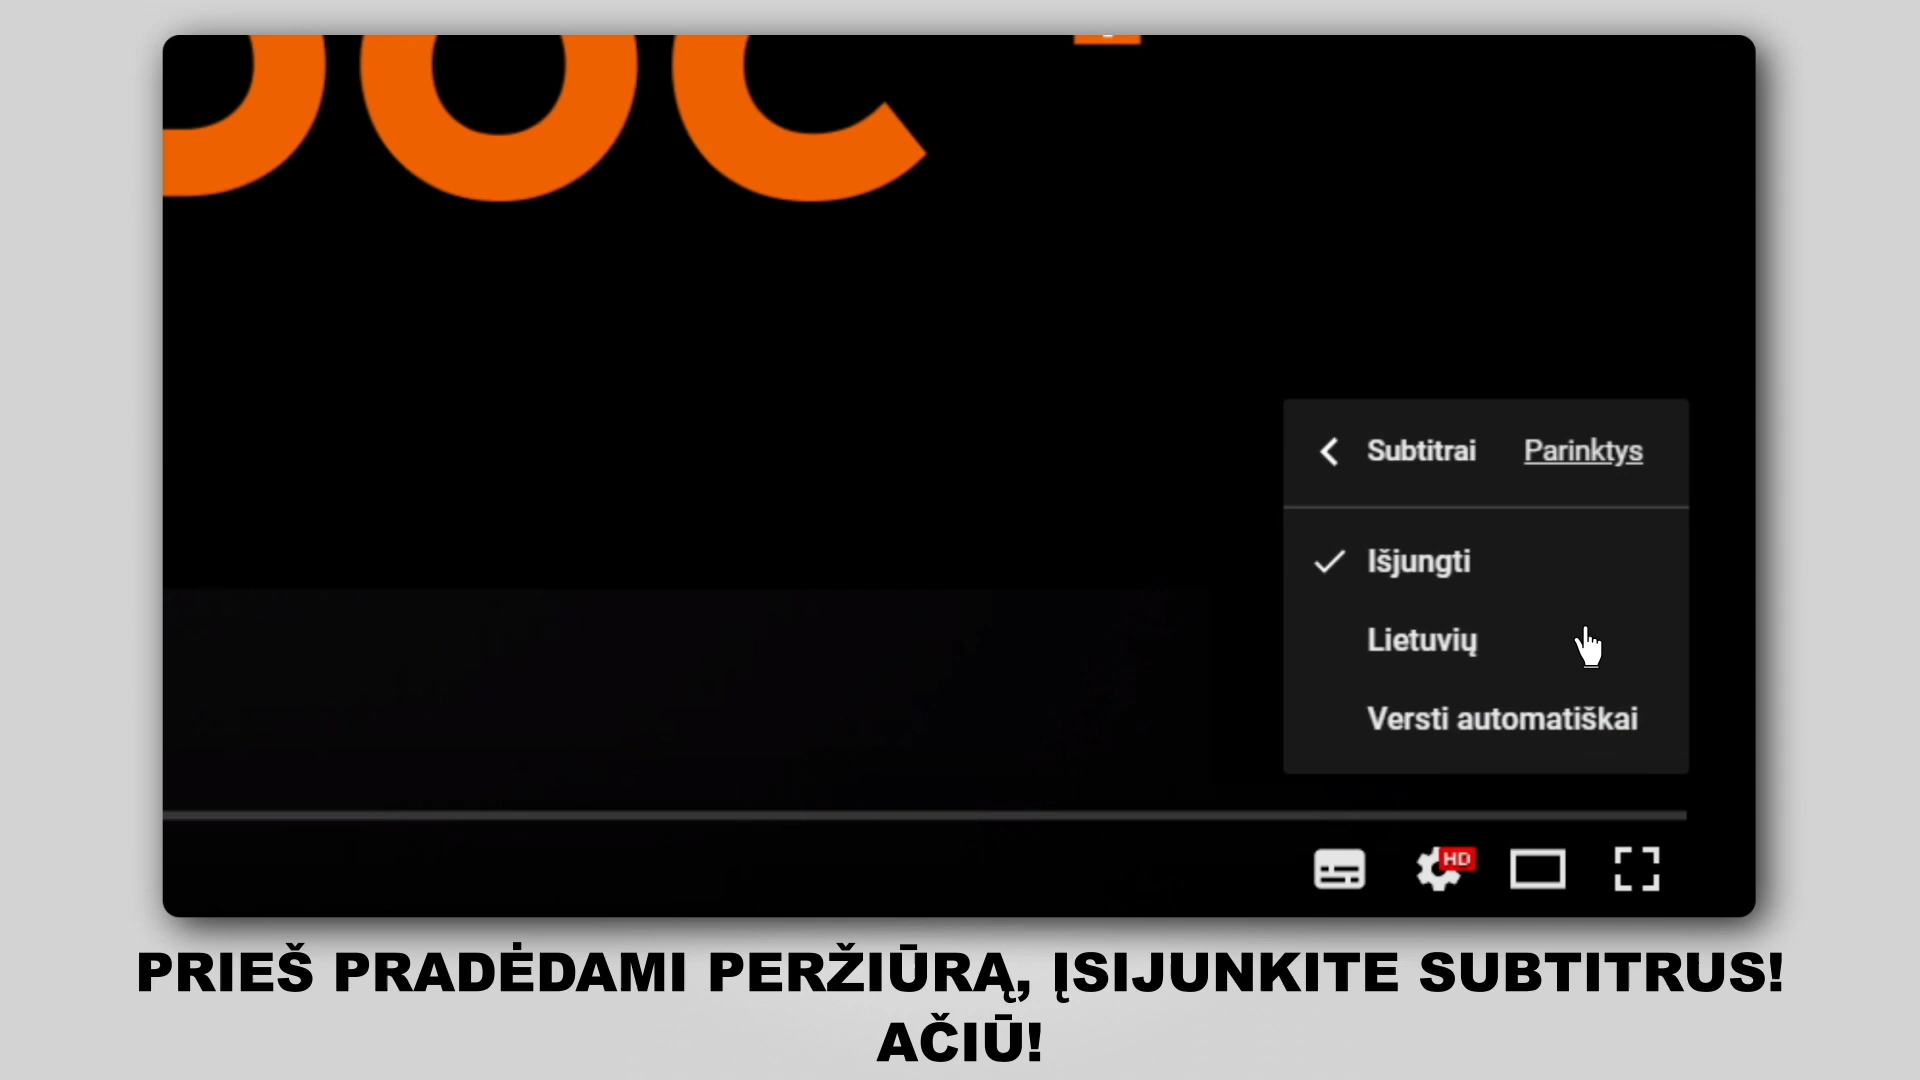 Subtitrai Parinktys
Išjungti
Lietuvių
Versti automatiškai
HD
PRIEŠ PRADĖDAMI PERŽIŪRĄ, ĮSIJUNKITE SUBTITRUS!
AČIŪ!